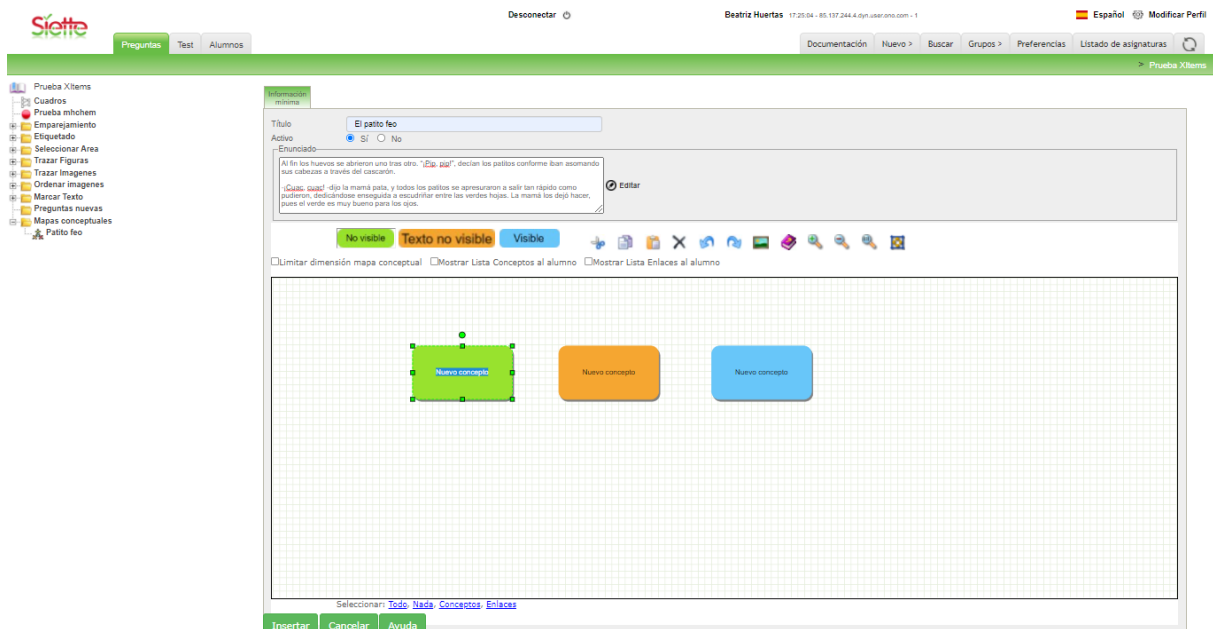 Siette
Desconectar
Beatriz Huertas 17:25:04 - 85.137.244.4.dyn.user.ono.com - 1
Español Modificar Perfil
Preguntas Test Alumnos
Documentación Nuevo > Buscar Grupos > Preferencias Listado de asignaturas
> Prueba XItems
Prueba XItems
Cuadros
Prueba mhchem
Emparejamiento
Etiquetado
Seleccionar Area
Trazar Figuras
Trazar Imagenes
Ordenar imagenes
Marcar Texto
Preguntas nuevas
Mapas conceptuales
Patito feo
Información
mínima
Título El patito feo
Activo Sí No
Enunciado
Al fin los huevos se abrieron uno tras otro. "¡Pip, pip!", decían los patitos conforme iban asomando
sus cabezas a través del cascarón.
-¡Cuac, cuac! -dijo la mamá pata, y todos los patitos se apresuraron a salir tan rápido como
pudieron, dedicándose enseguida a escudriñar entre las verdes hojas. La mamá los dejó hacer,
pues el verde es muy bueno para los ojos.
Editar
No visible Texto no visible Visible
Limitar dimensión mapa conceptual Mostrar Lista Conceptos al alumno Mostrar Lista Enlaces al alumno
Nuevo concepto Nuevo concepto Nuevo concepto
Seleccionar: Todo, Nada, Conceptos, Enlaces
Insertar Cancelar Ayuda